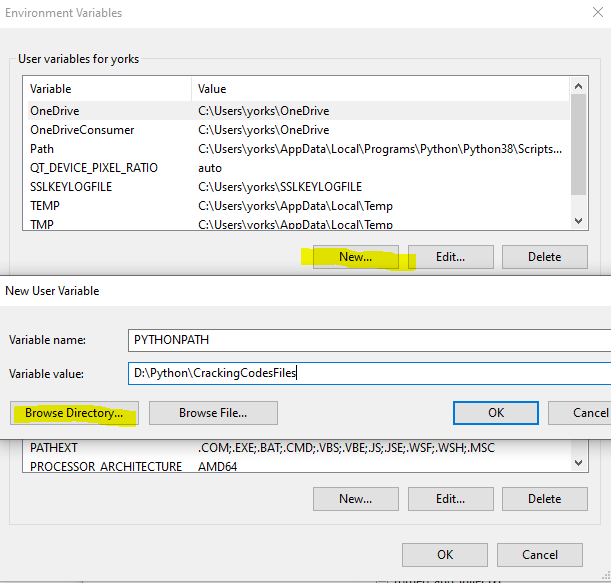 Environment Variables
User variables for yorks
Variable Value
OneDrive C:\Users\yorks\OneDrive
OneDriveConsumer C:\Users\yorks\OneDrive
Path C:\Users\yorks\AppData\Local\Programs\Python\Python38\Scripts...
QT_DEVICE_PIXEL_RATIO auto
SSLKEYLOGFILE C:\Users\yorks\SSLKEYLOGFILE
TEMP C:\Users\yorks\AppData\Local\Temp
TMP C:\Users\yorks\AppData\Local\Temp
New... Edit... Delete
New User Variable
Variable name: PYTHONPATH
Variable value: D:\Python\CrackingCodesFiles
Browse Directory... Browse File... OK Cancel
PATHEXT .COM;.EXE;.BAT;.CMD;.VBS;.VBE;.JS;.JSE;.WSF;.WSH;.MSC
PROCESSOR_ARCHITECTURE AMD64
New... Edit... Delete
OK Cancel